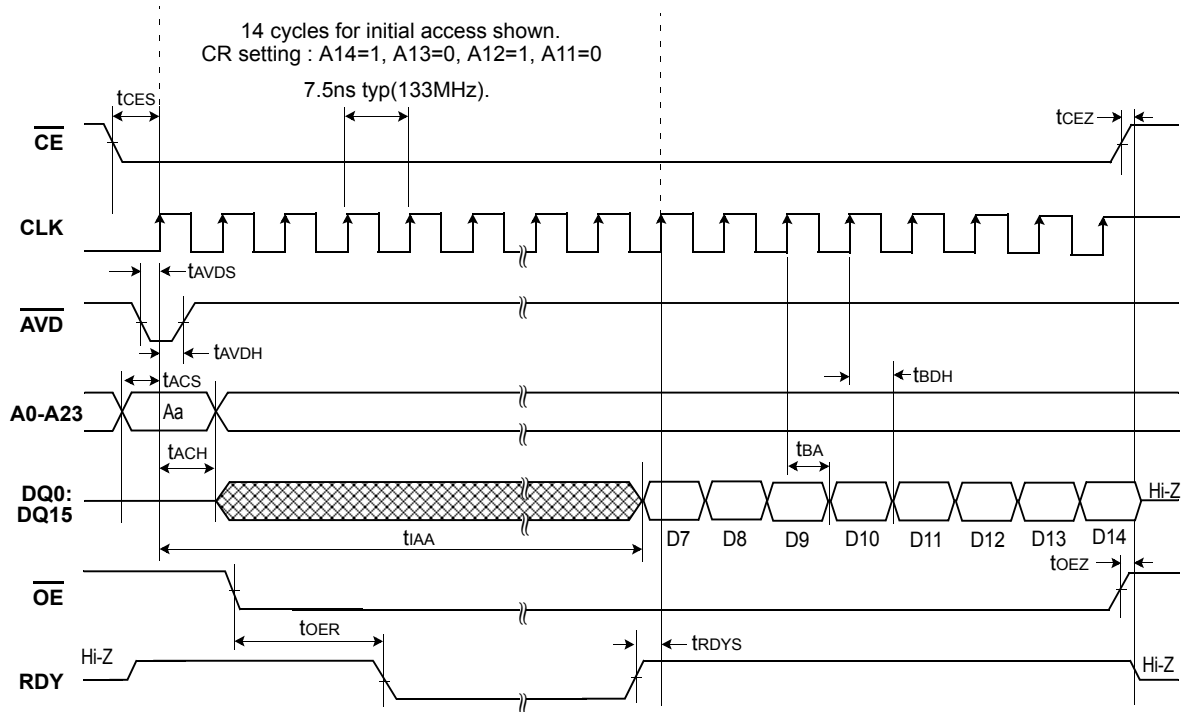 14 cycles for initial access shown.
CR setting : A14=1, A13=0, A12=1, A11=0
7.5ns typ(133MHz).
tCES
tCEZ
CE
CLK
tAVDS
AVD
tAVDH
tACS
tBDH
A0-A23
Aa
tACH
tBA
DQ0:
DQ15
Hi-Z
tIAA
D7 D8 D9 D10 D11 D12 D13 D14
tOEZ
OE
tOER
tRDYS
Hi-Z
Hi-Z
RDY